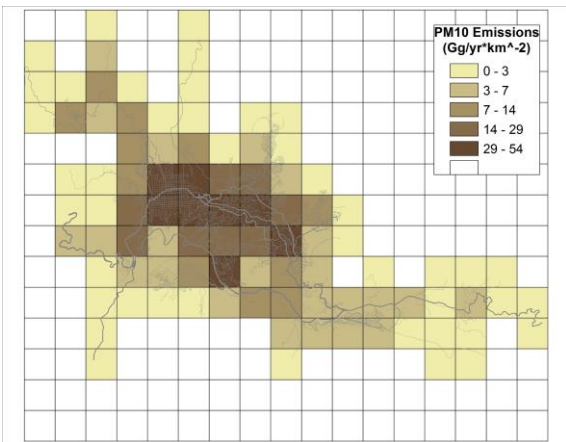 PM10 Emissions
(Gg/yr*km^-2)
0 - 3
3 - 7
7 - 14
14 - 29
29 - 54